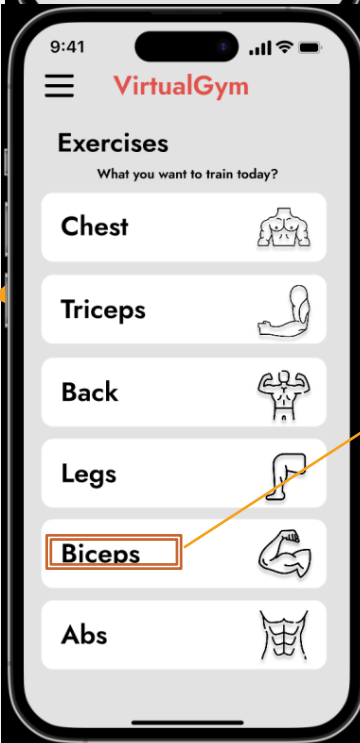 9:41
VirtualGym
Exercises
What you want to train today?
Chest
Triceps
Back
Legs
Biceps
Abs